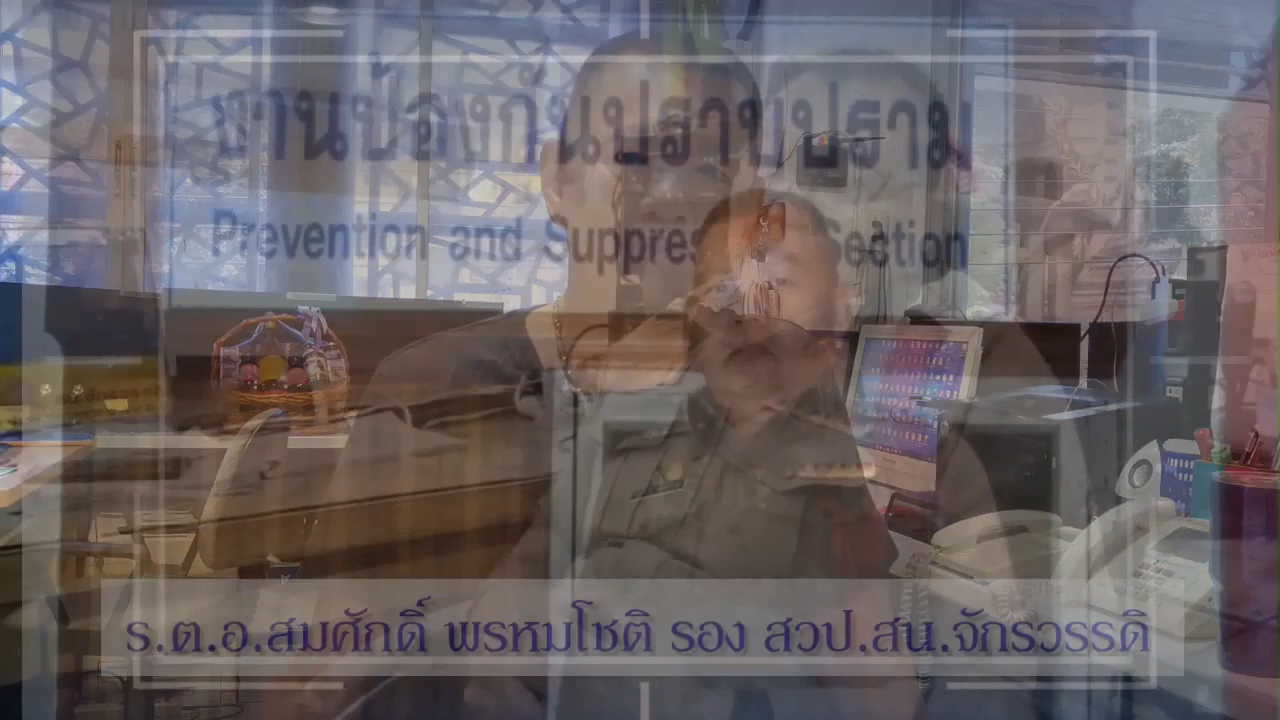 งานป้องกันปราบปราม
Prevention and Suppression Section
ร.ต.อ.สมศักดิ์ พรหมโชติ รอง สวป.สน.จักรวรรดิ